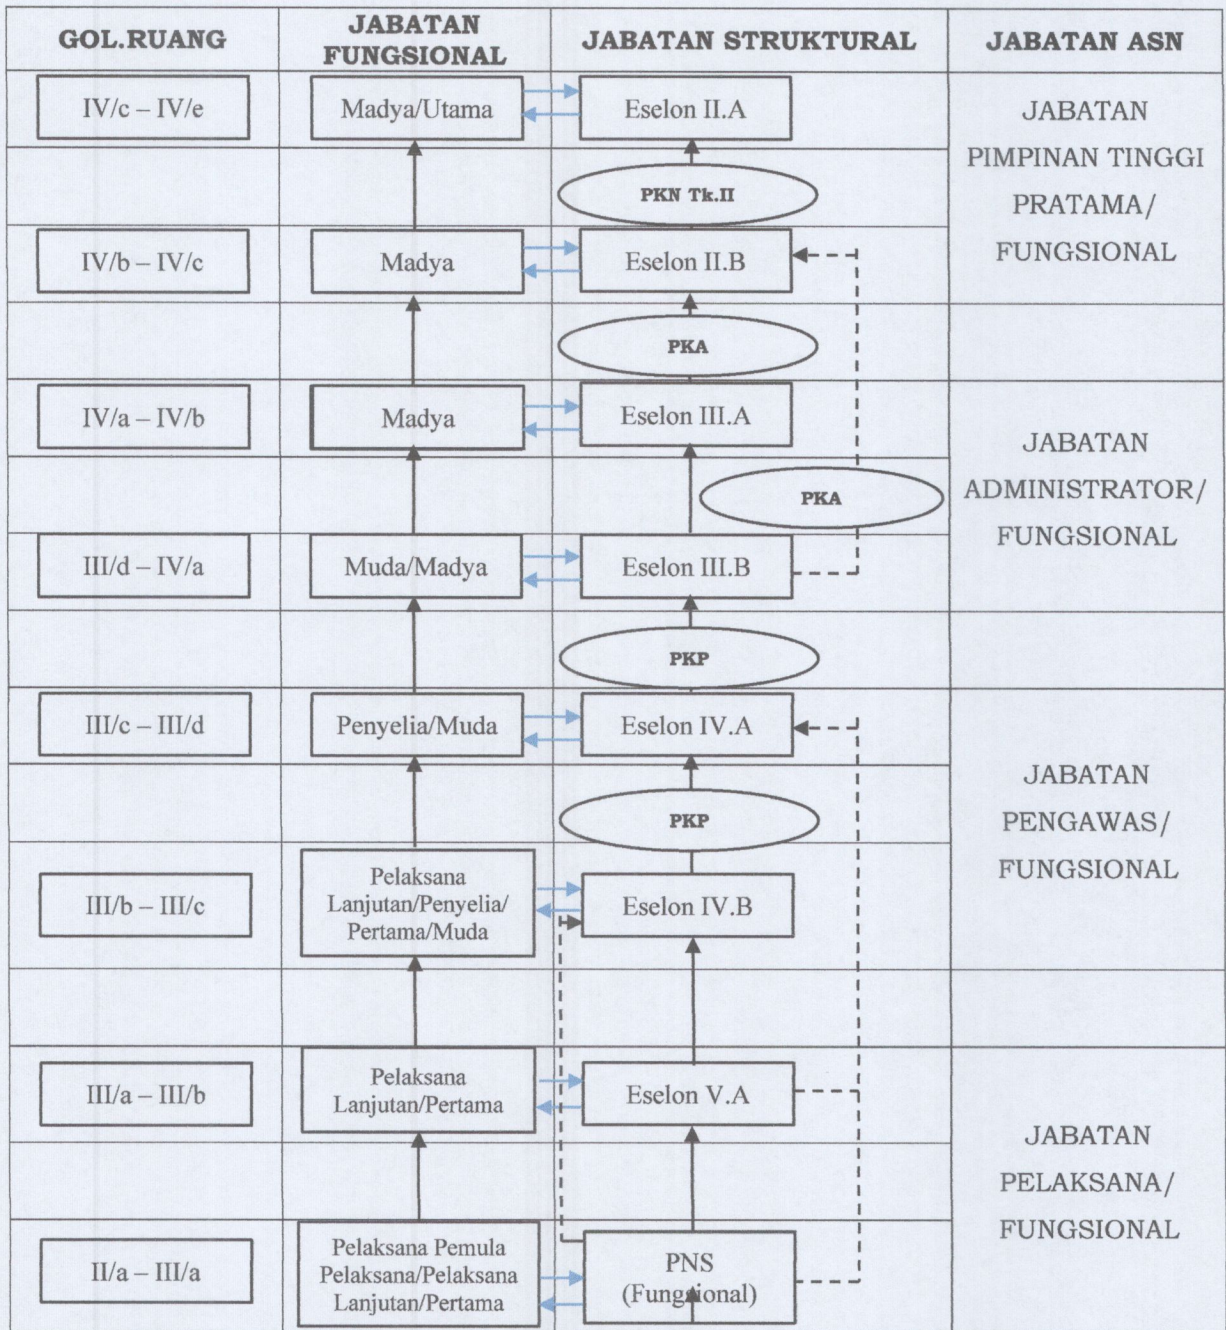 GOL.RUANG
JABATAN
FUNGSIONAL
JABATAN STRUKTURAL
JABATAN ASN
IV/c – IV/e
Madya/Utama
Eselon II.A
JABATAN
PIMPINAN TINGGI
PRATAMA/
FUNGSIONAL
PKN Tk.II
IV/b – IV/c
Madya
Eselon II.B
PKA
IV/a – IV/b
Madya
Eselon III.A
JABATAN
ADMINISTRATOR/
FUNGSIONAL
PKA
III/d – IV/a
Muda/Madya
Eselon III.B
PKP
III/c – III/d
Penyelia/Muda
Eselon IV.A
JABATAN
PENGAWAS/
FUNGSIONAL
PKP
III/b – III/c
Pelaksana
Lanjutan/Penyelia/
Pertama/Muda
Eselon IV.B
III/a – III/b
Pelaksana
Lanjutan/Pertama
Eselon V.A
JABATAN
PELAKSANA/
FUNGSIONAL
II/a – III/a
Pelaksana Pemula
Pelaksana/Pelaksana
Lanjutan/Pertama
PNS
(Fungsional)